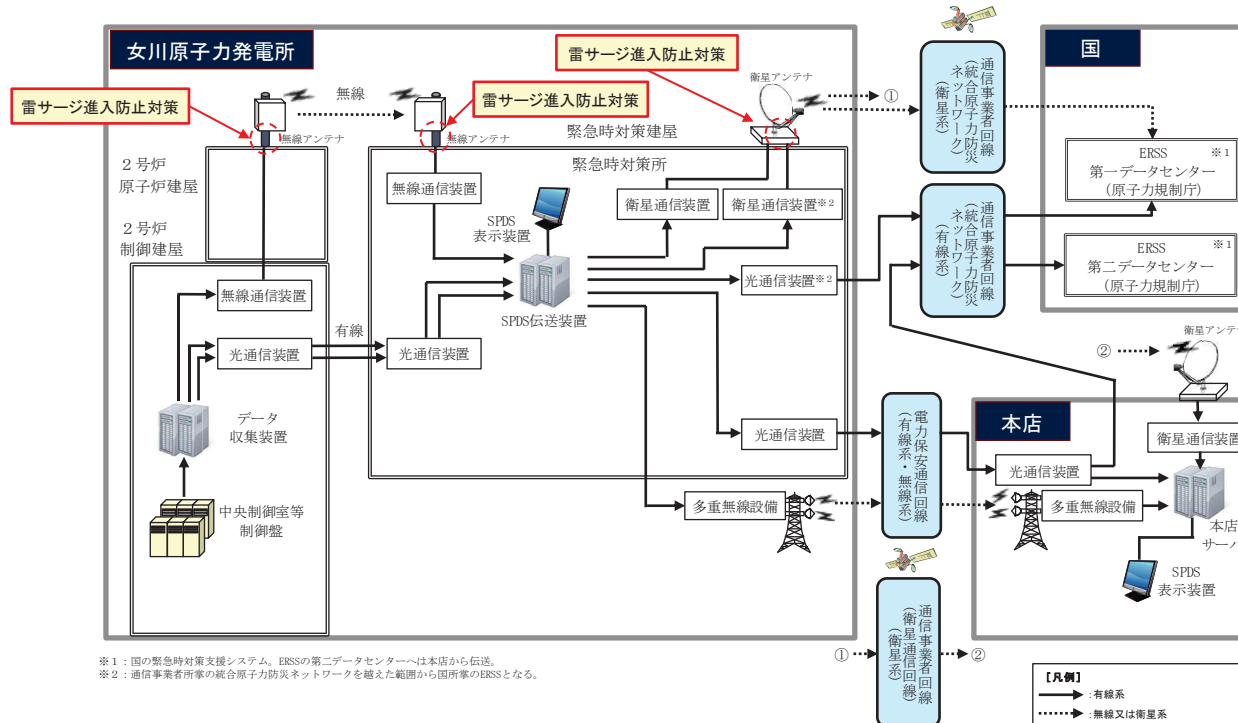 女川原子力発電所
雷サージ進入防止対策
雷サージ進入防止対策
雷サージ進入防止対策
無線
無線アンテナ
無線アンテナ
衛星アンテナ
①
2号炉
原子炉建屋
2号炉
制御建屋
緊急時対策建屋
緊急時対策所
無線通信装置
SPDS
表示装置
衛星通信装置
衛星通信装置※2
無線通信装置
SPDS伝送装置
光通信装置※2
有線
光通信装置
光通信装置
データ
収集装置
光通信装置
中央制御室等
制御盤
多重無線設備
通信事業者回線
(統合原子力防災
ネットワーク)
(衛星系)
通信事業者回線
(統合原子力防災
ネットワーク)
(有線系)
電力保安通信回線
(有線系・無線系)
①
通信事業者回線
(衛星通信回線)
(衛星系)
②
国
ERSS ※1
第一データセンター
(原子力規制庁)
ERSS ※1
第二データセンター
(原子力規制庁)
衛星アンテナ
②
本店
衛星通信装置
光通信装置
多重無線設備
本店
サーバ
SPDS
表示装置
※1：国の緊急時対策支援システム。ERSSの第二データセンターへは本店から伝送。
※2：通信事業者所掌の統合原子力防災ネットワークを越えた範囲から国所掌のERSSとなる。
[凡例]
：有線系
：無線又は衛星系